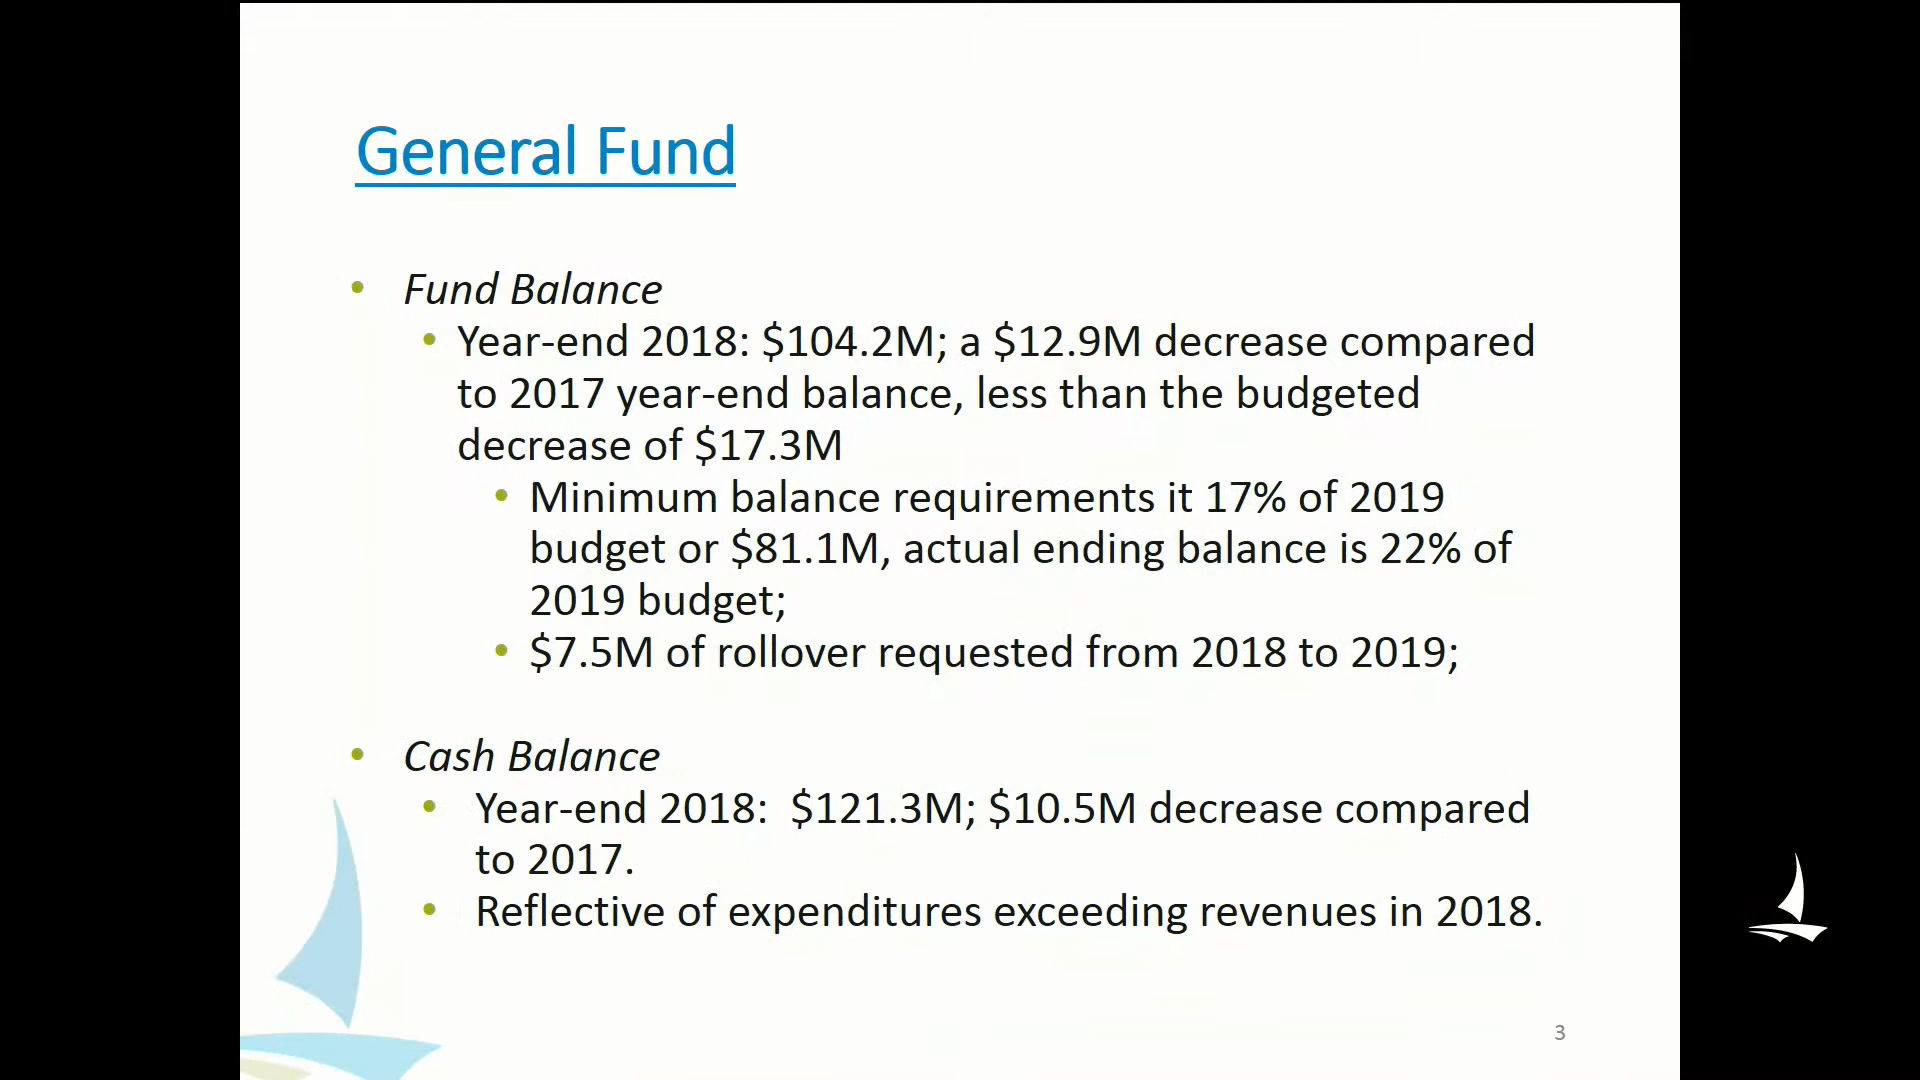 General Fund
• Fund Balance
• Year-end 2018: $104.2M; a $12.9M decrease compared
to 2017 year-end balance, less than the budgeted
decrease of $17.3M
• Minimum balance requirements it 17% of 2019
budget or $81.1M, actual ending balance is 22% of
2019 budget;
• $7.5M of rollover requested from 2018 to 2019;
• Cash Balance
• Year-end 2018:  $121.3M; $10.5M decrease compared
to 2017.
• Reflective of expenditures exceeding revenues in 2018.
3